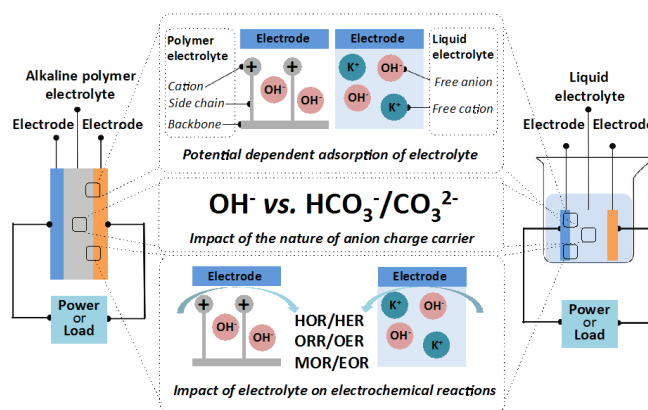 Polymer
electrolyte
Electrode
+
+
OH⁻
OH⁻
Cation
Side chain
Backbone
Electrode
K⁺
OH⁻
OH⁻
K⁺
Liquid
electrolyte
Free anion
Free cation
Potential dependent adsorption of electrolyte
Alkaline polymer
electrolyte
Electrode
Electrode
Power
or
Load
OH⁻ vs. HCO₃⁻/CO₃²⁻
Impact of the nature of anion charge carrier
Liquid
electrolyte
Electrode
Electrode
Power
or
Load
Electrode
+
+
OH⁻
OH⁻
HOR/HER
ORR/OER
MOR/EOR
Electrode
K⁺
OH⁻
OH⁻
K⁺
Impact of electrolyte on electrochemical reactions